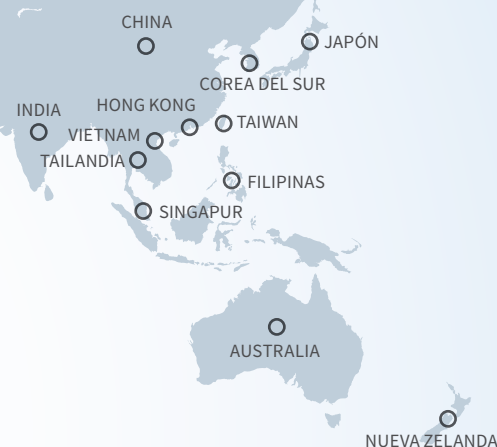 CHINA
JAPÓN
COREA DEL SUR
INDIA
HONG KONG
TAIWAN
VIETNAM
TAILANDIA
FILIPINAS
SINGAPUR
AUSTRALIA
NUEVA ZELANDA